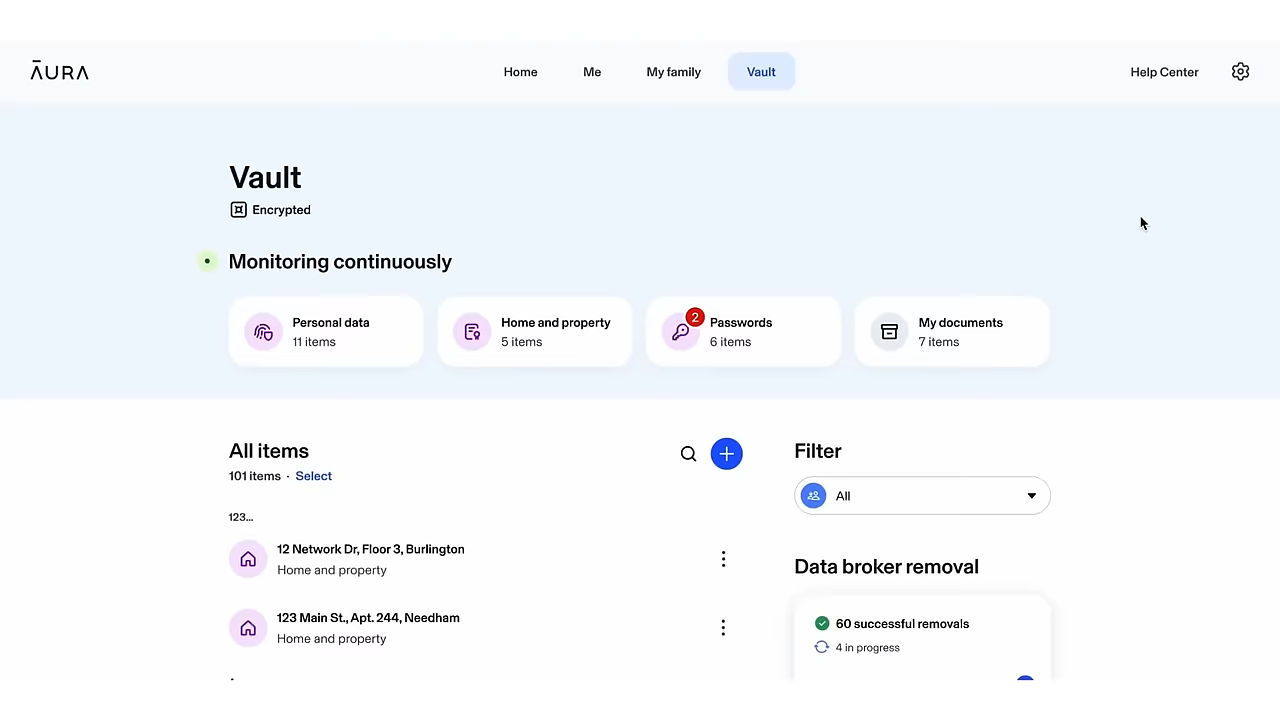 ĀURA
Home
Me
My family
Vault
Help Center
Vault
Encrypted
Monitoring continuously
Personal data
11 items
Home and property
5 items
2
Passwords
6 items
My documents
7 items
All items
101 items · Select
Filter
All
123...
12 Network Dr, Floor 3, Burlington
Home and property
123 Main St., Apt. 244, Needham
Home and property
Data broker removal
60 successful removals
4 in progress